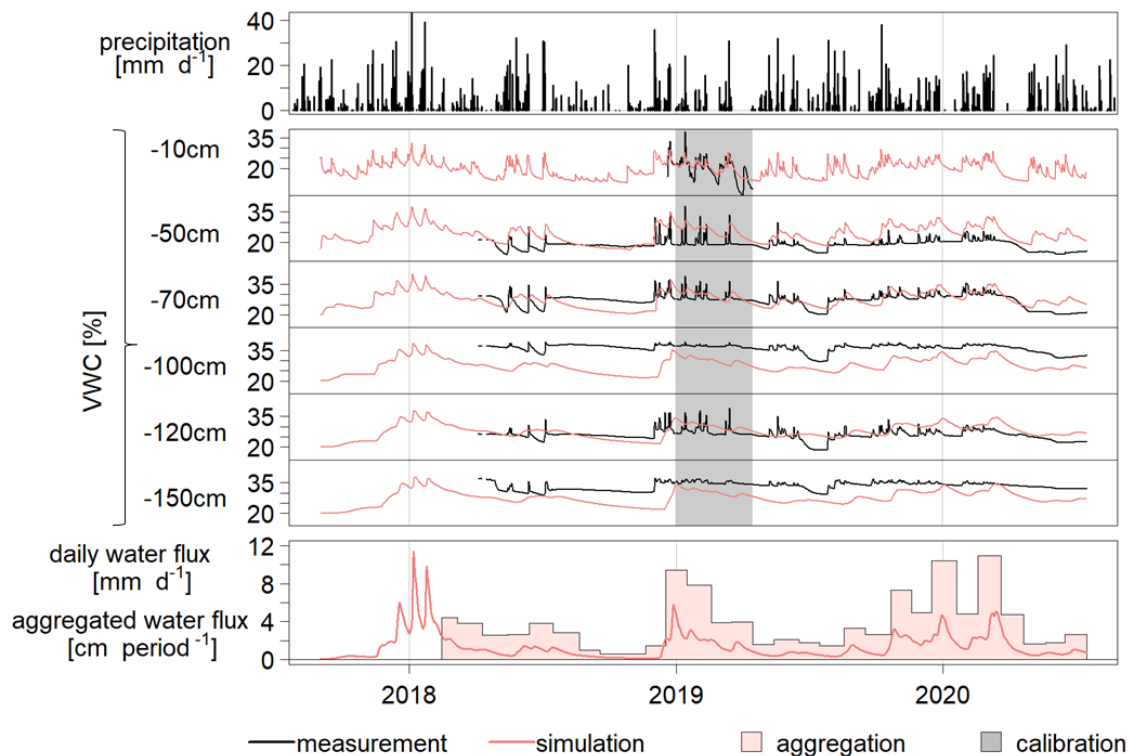 precipitation
[mm d⁻¹]
40
20
0
VWC [%]
-10cm
35
20
-50cm
35
20
-70cm
35
20
-100cm
35
20
-120cm
35
20
-150cm
35
20
daily water flux
[mm d⁻¹]
aggregated water flux
[cm period⁻¹]
12
8
4
0
2018 2019 2020
measurement simulation aggregation calibration